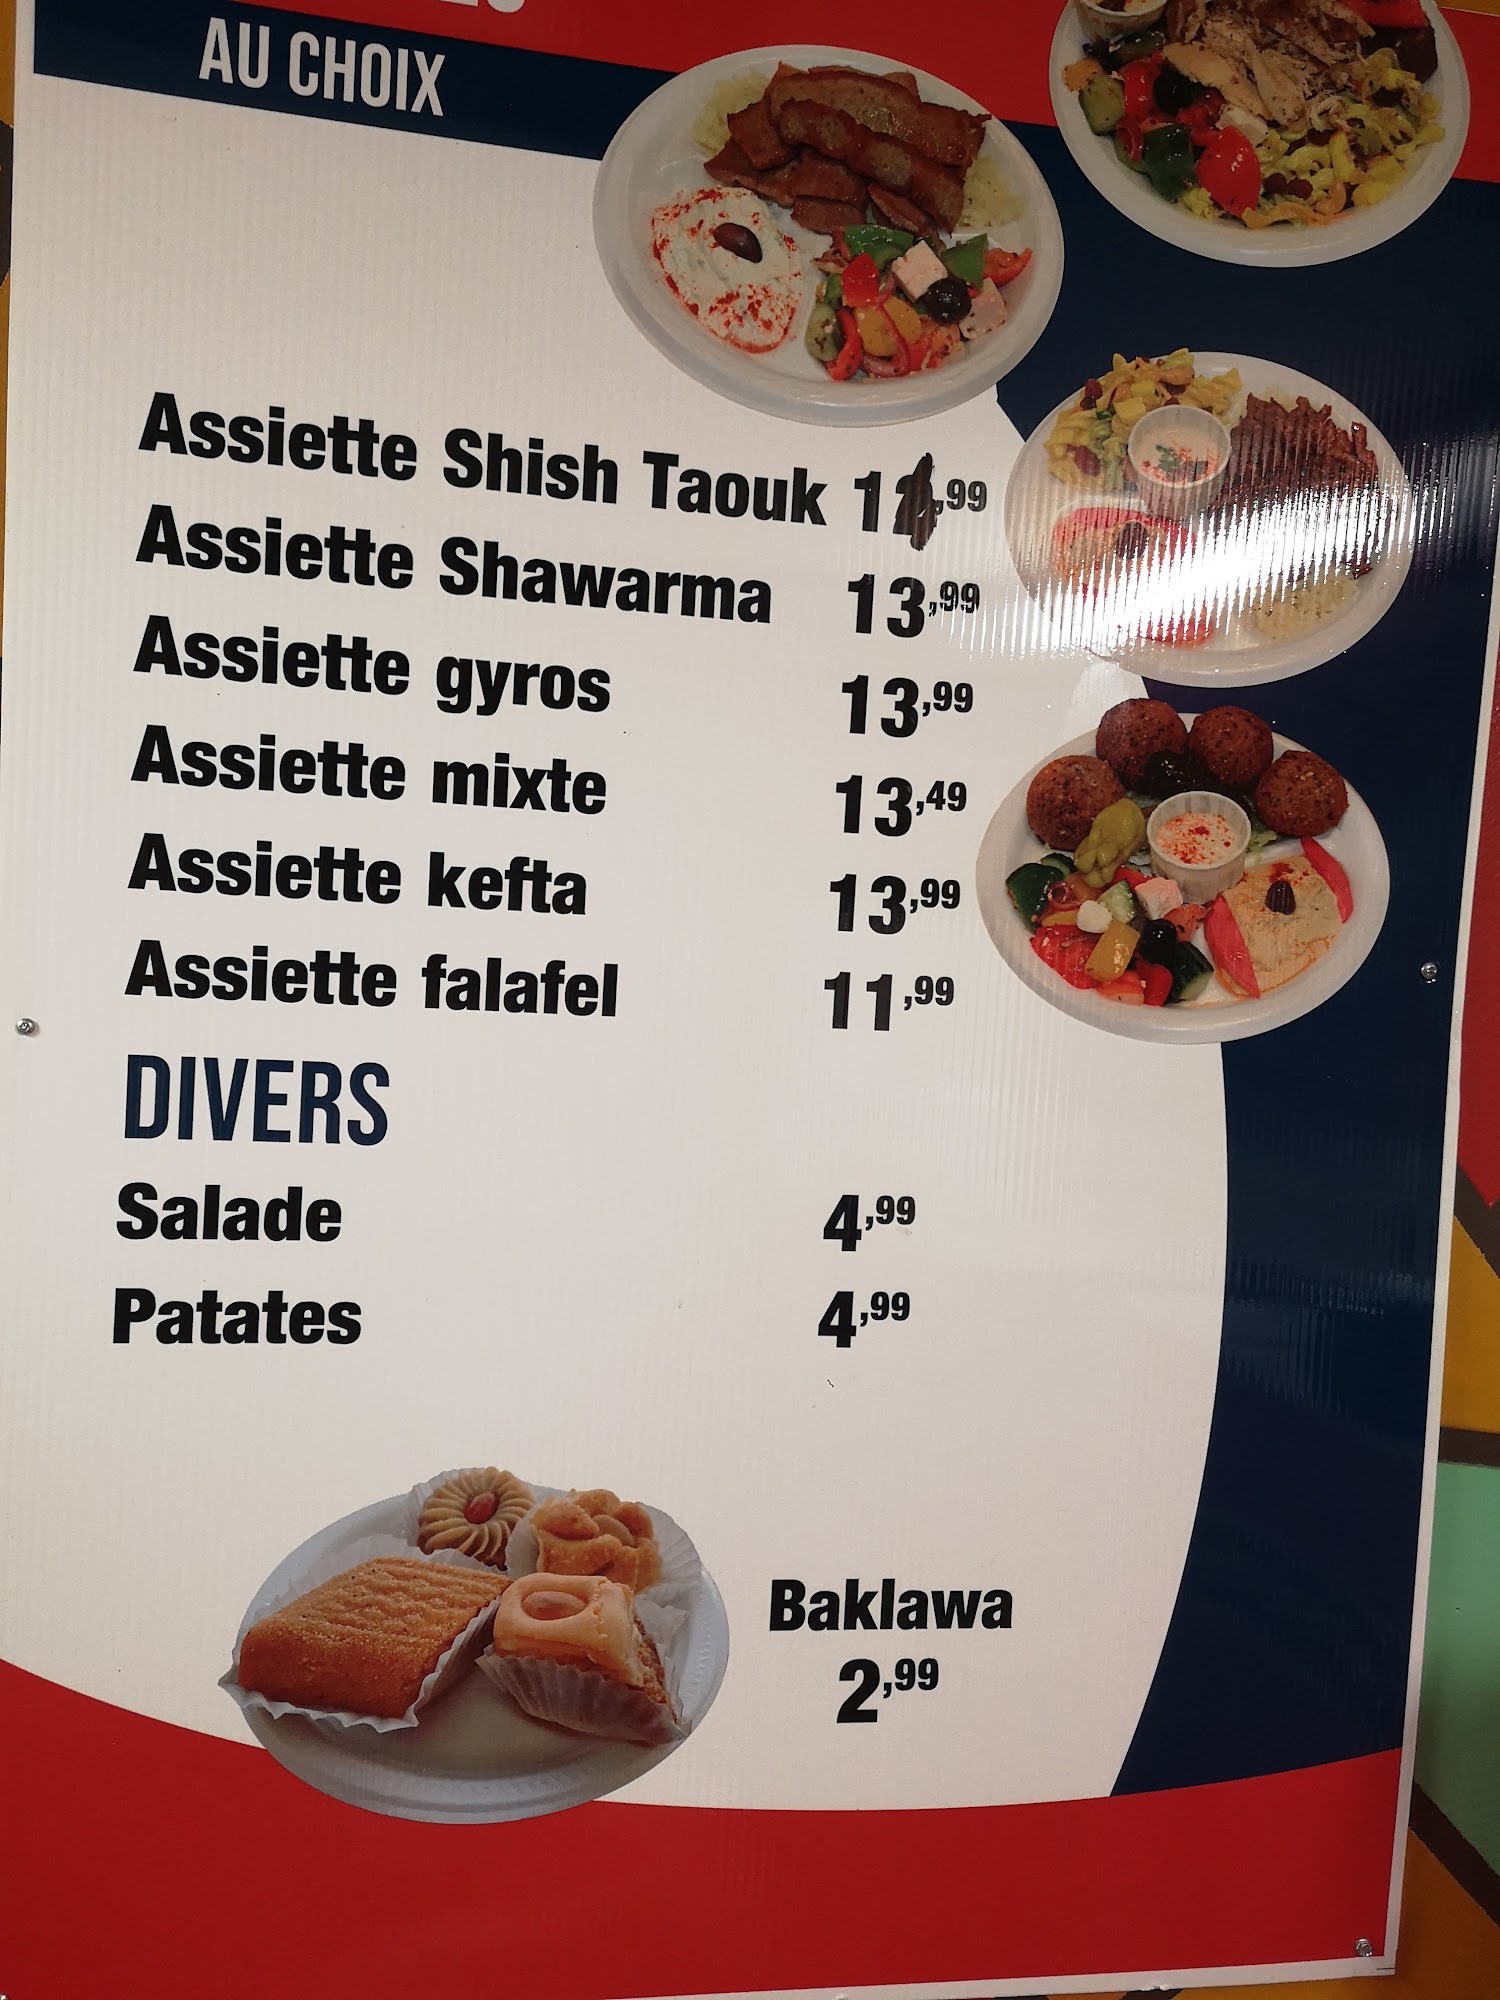 AU CHOIX
Assiette Shish Taouk
Assiette Shawarma 13,99
Assiette gyros 13,99
Assiette mixte 13,49
Assiette kefta 13,99
Assiette falafel 11,99
DIVERS
Salade 4,99
Patates 4,99
Baklawa
2,99